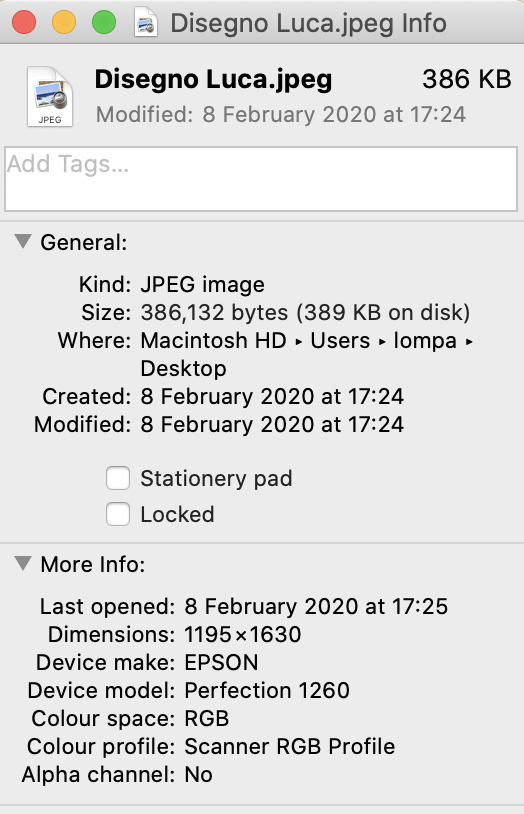 Disegno Luca.jpeg Info
Disegno Luca.jpeg 386 KB
Modified: 8 February 2020 at 17:24
JPEG
Add Tags...
General:
Kind: JPEG image
Size: 386,132 bytes (389 KB on disk)
Where: Macintosh HD ▸ Users ▸ lompa ▸
Desktop
Created: 8 February 2020 at 17:24
Modified: 8 February 2020 at 17:24
Stationery pad
Locked
More Info:
Last opened: 8 February 2020 at 17:25
Dimensions: 1195×1630
Device make: EPSON
Device model: Perfection 1260
Colour space: RGB
Colour profile: Scanner RGB Profile
Alpha channel: No